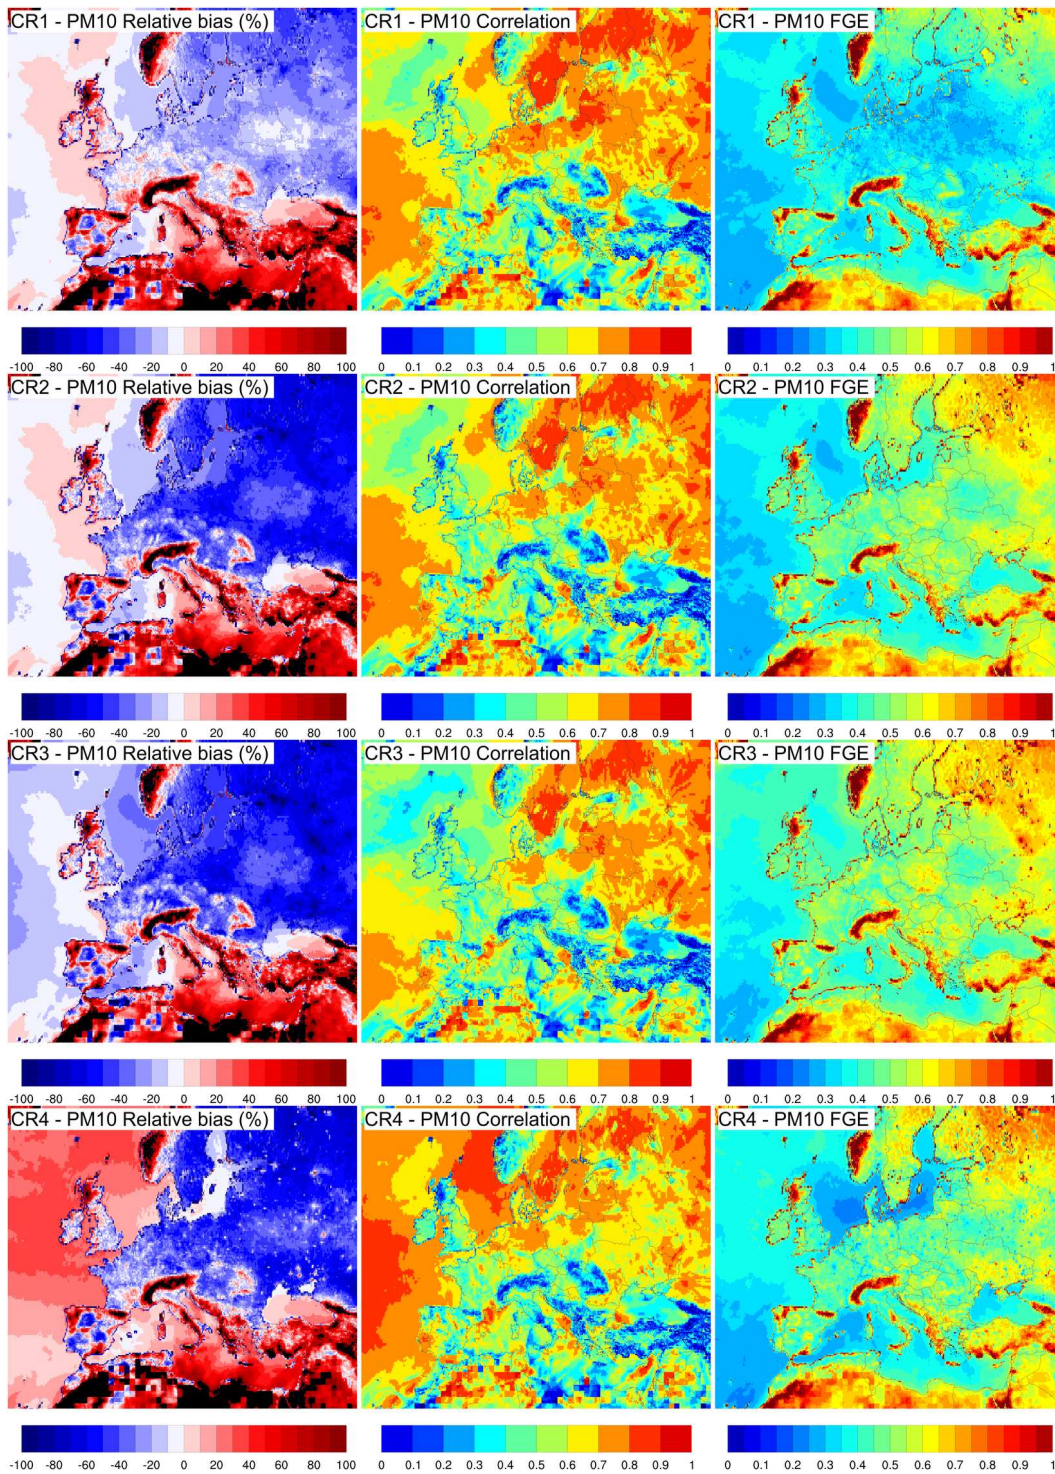 CR1 - PM10 Relative bias (%) CR1 - PM10 Correlation CR1 - PM10 FGE
-100 -80 -60 -40 -20 0 20 40 60 80 100 0 0.1 0.2 0.3 0.4 0.5 0.6 0.7 0.8 0.9 1 0 0.1 0.2 0.3 0.4 0.5 0.6 0.7 0.8 0.9 1
CR2 - PM10 Relative bias (%) CR2 - PM10 Correlation CR2 - PM10 FGE
-100 -80 -60 -40 -20 0 20 40 60 80 100 0 0.1 0.2 0.3 0.4 0.5 0.6 0.7 0.8 0.9 1 0 0.1 0.2 0.3 0.4 0.5 0.6 0.7 0.8 0.9 1
CR3 - PM10 Relative bias (%) CR3 - PM10 Correlation CR3 - PM10 FGE
-100 -80 -60 -40 -20 0 20 40 60 80 100 0 0.1 0.2 0.3 0.4 0.5 0.6 0.7 0.8 0.9 1 0 0.1 0.2 0.3 0.4 0.5 0.6 0.7 0.8 0.9 1
CR4 - PM10 Relative bias (%) CR4 - PM10 Correlation CR4 - PM10 FGE
-100 -80 -60 -40 -20 0 20 40 60 80 100 0 0.1 0.2 0.3 0.4 0.5 0.6 0.7 0.8 0.9 1 0 0.1 0.2 0.3 0.4 0.5 0.6 0.7 0.8 0.9 1